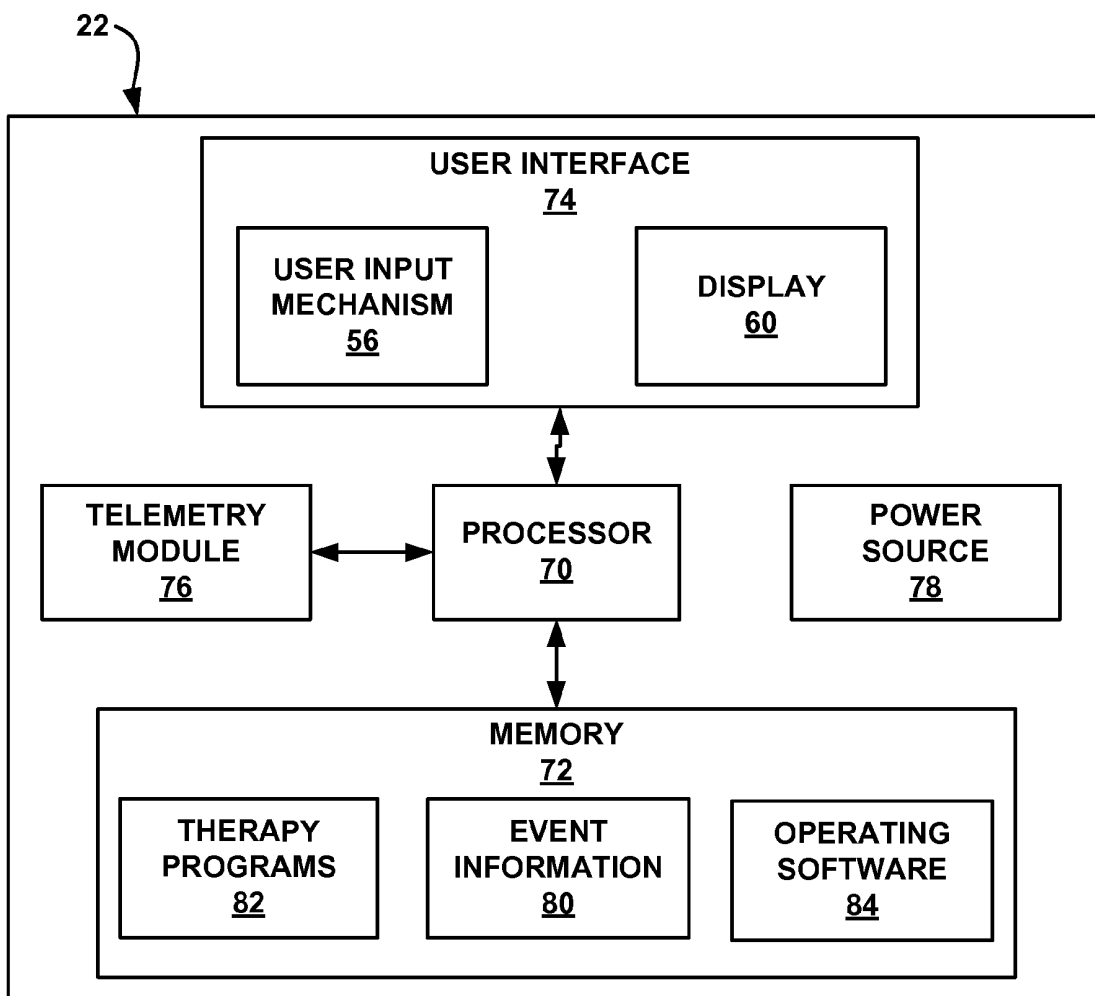 22
USER INTERFACE
74
USER INPUT
MECHANISM
56
DISPLAY
60
TELEMETRY
MODULE
76
PROCESSOR
70
POWER
SOURCE
78
MEMORY
72
THERAPY
PROGRAMS
82
EVENT
INFORMATION
80
OPERATING
SOFTWARE
84